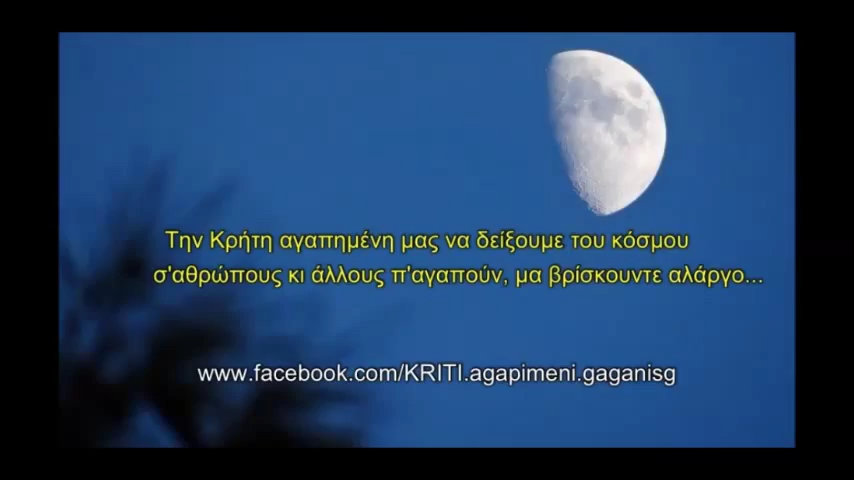 Την Κρήτη αγαπημένη μας να δείξουμε του κόσμου
σ'αθρώπους κι άλλους π'αγαπούν, μα βρίσκουντε αλάργο...
www.facebook.com/KRITI.agapimeni.gaganisg